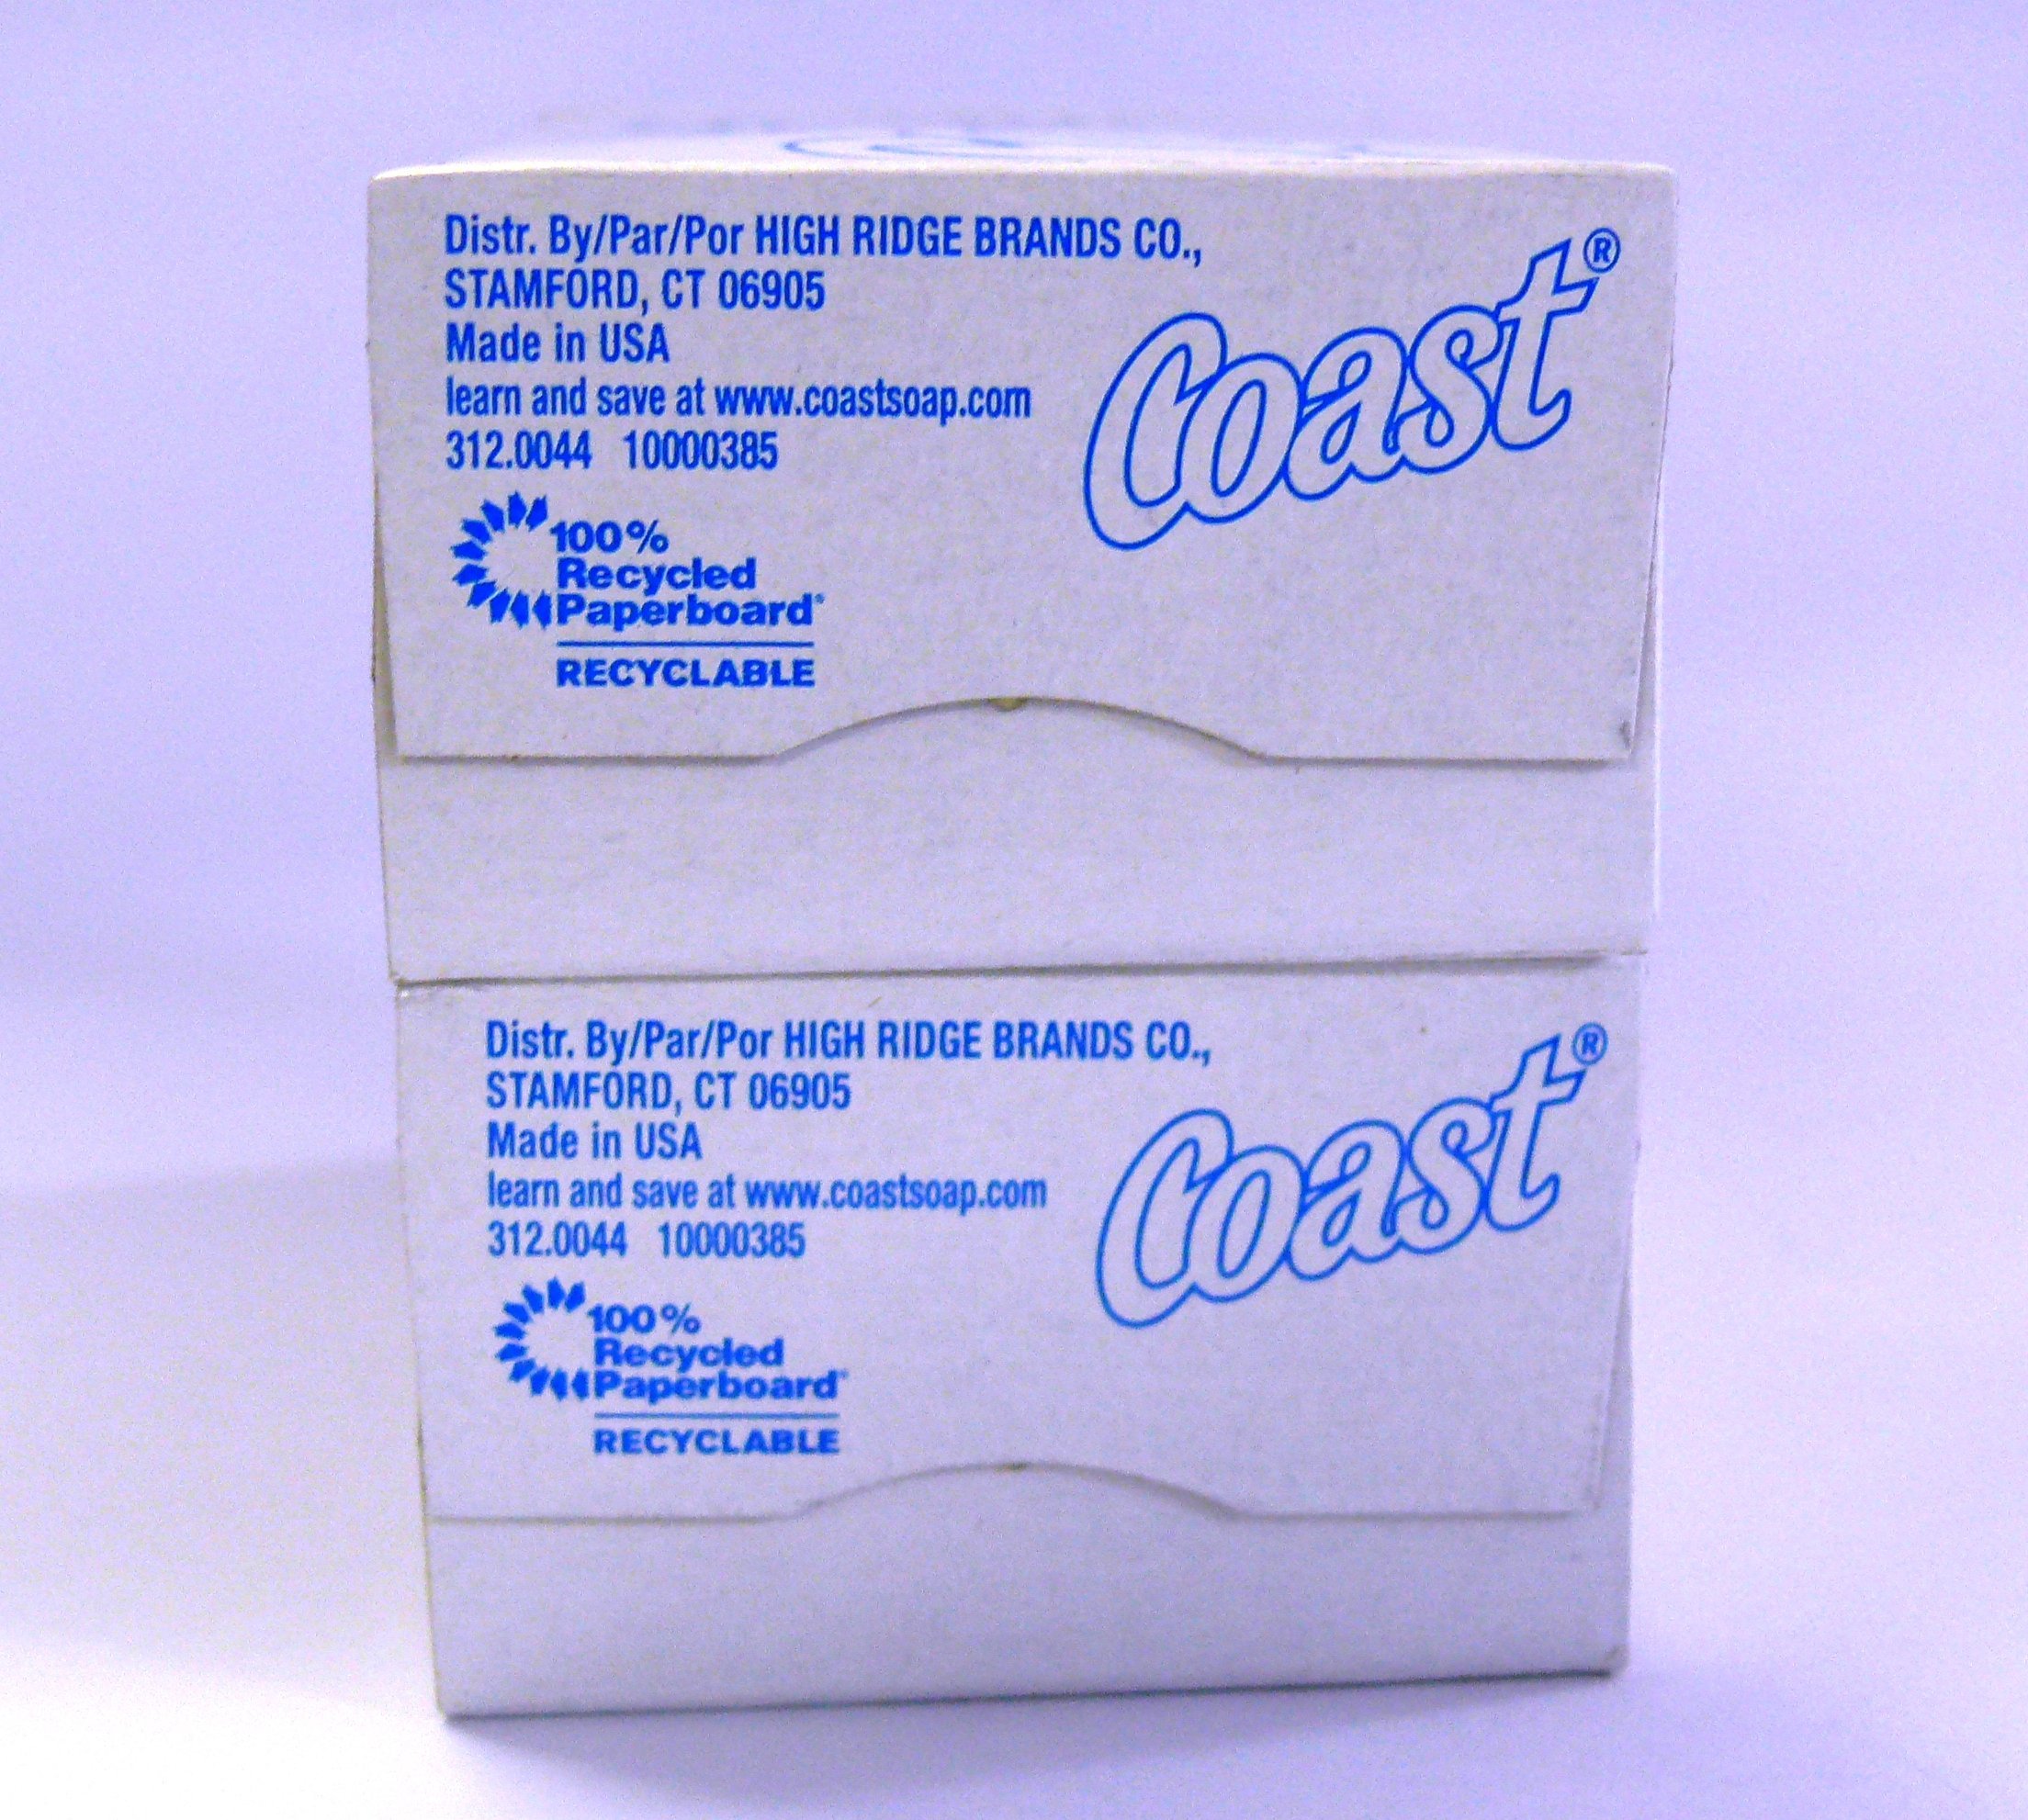 Distr. By/Par/Por HIGH RIDGE BRANDS CO.,
STAMFORD, CT 06905
Made in USA
learn and save at www.coastsoap.com
312.0044 10000385
Coast®
100%
Recycled
Paperboard
RECYCLABLE
Distr. By/Par/Por HIGH RIDGE BRANDS CO.,
STAMFORD, CT 06905
Made in USA
learn and save at www.coastsoap.com
312.0044 10000385
Coast®
100%
Recycled
Paperboard
RECYCLABLE